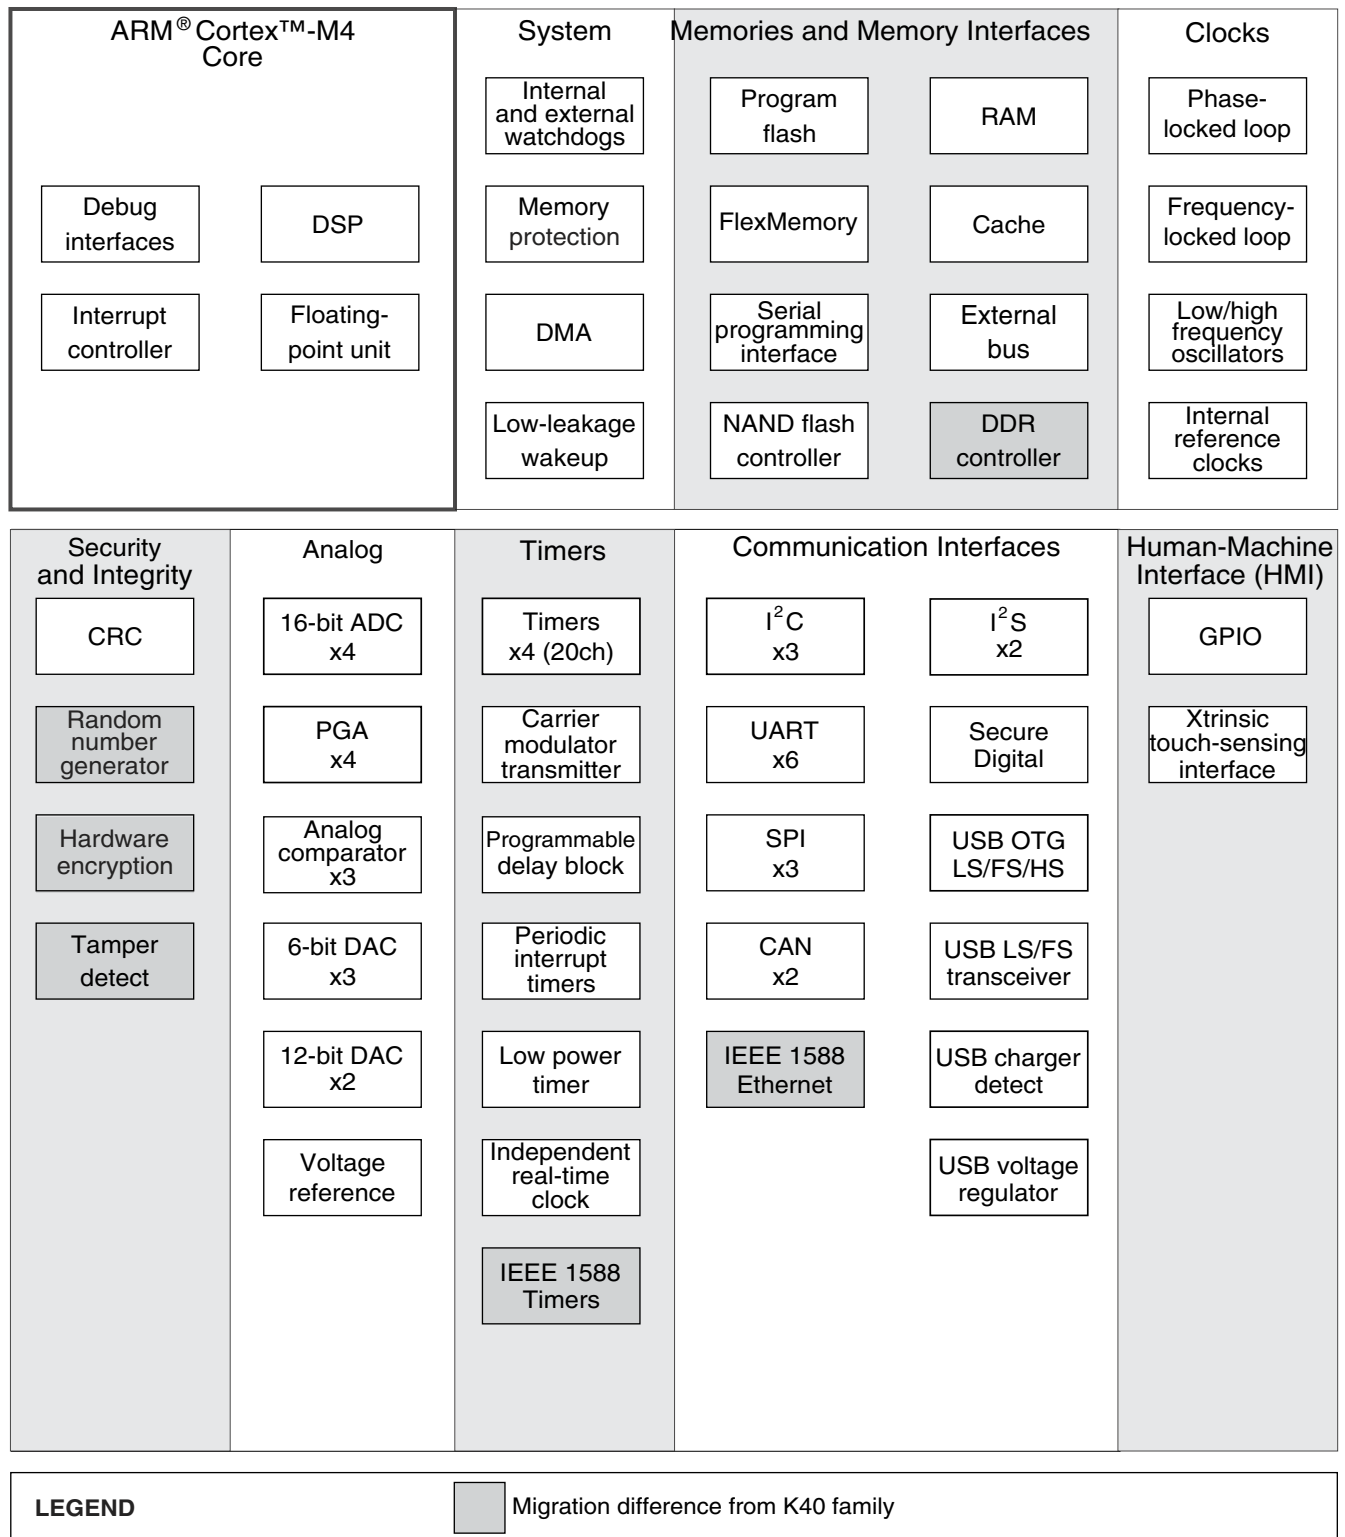 ARM® Cortex™-M4
Core
Debug
interfaces
DSP
Interrupt
controller
Floating-
point unit
System
Internal
and external
watchdogs
Memory
protection
DMA
Low-leakage
wakeup
Memories and Memory Interfaces
Program
flash
RAM
FlexMemory
Cache
Serial
programming
interface
External
bus
NAND flash
controller
DDR
controller
Clocks
Phase-
locked loop
Frequency-
locked loop
Low/high
frequency
oscillators
Internal
reference
clocks
Security
and Integrity
CRC
Random
number
generator
Hardware
encryption
Tamper
detect
Analog
16-bit ADC
x4
PGA
x4
Analog
comparator
x3
6-bit DAC
x3
12-bit DAC
x2
Voltage
reference
Timers
Timers
x4 (20ch)
Carrier
modulator
transmitter
Programmable
delay block
Periodic
interrupt
timers
Low power
timer
Independent
real-time
clock
IEEE 1588
Timers
Communication Interfaces
I²C
x3
I²S
x2
UART
x6
Secure
Digital
SPI
x3
USB OTG
LS/FS/HS
CAN
x2
USB LS/FS
transceiver
IEEE 1588
Ethernet
USB charger
detect
USB voltage
regulator
Human-Machine
Interface (HMI)
GPIO
Xtrinsic
touch-sensing
interface
LEGEND
Migration difference from K40 family